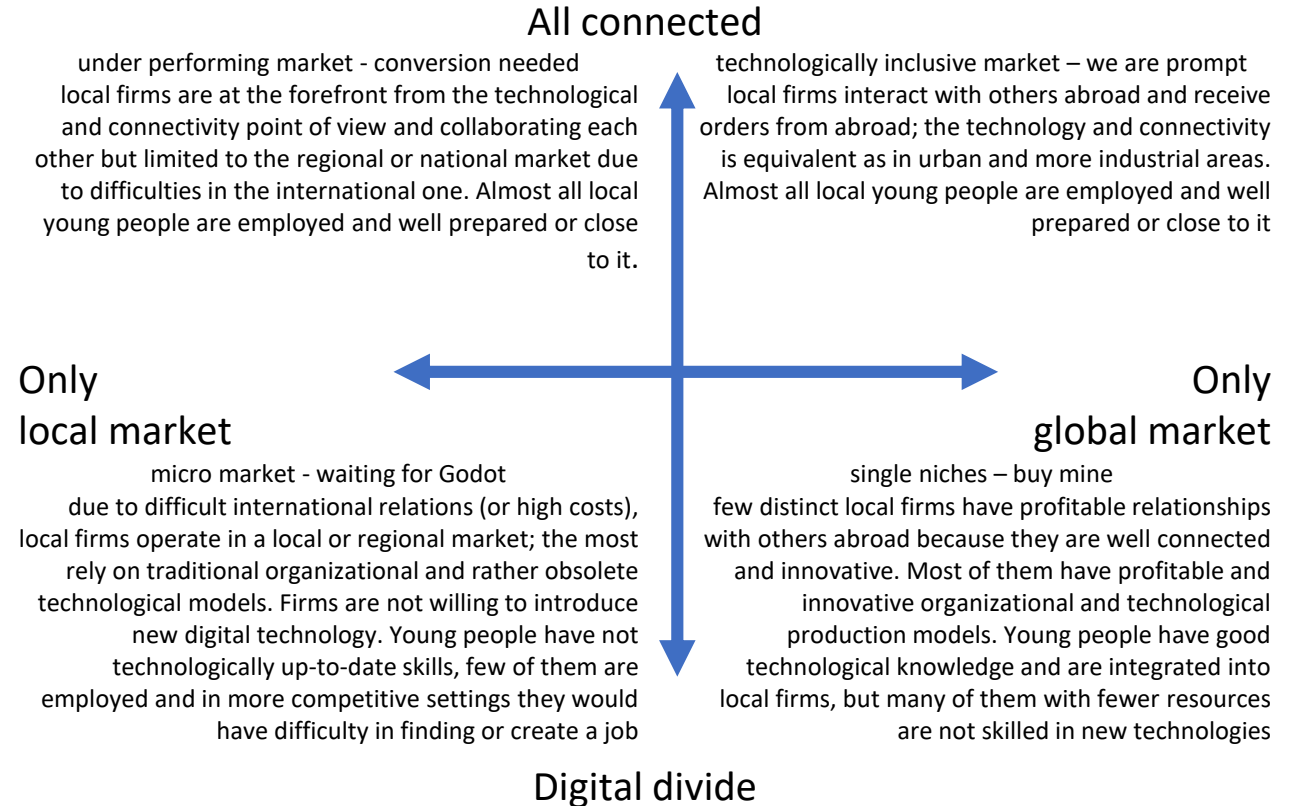 All connected
under performing market - conversion needed
local firms are at the forefront from the technological
and connectivity point of view and collaborating each
other but limited to the regional or national market due
to difficulties in the international one. Almost all local
young people are employed and well prepared or close
to it.
technologically inclusive market – we are prompt
local firms interact with others abroad and receive
orders from abroad; the technology and connectivity
is equivalent as in urban and more industrial areas.
Almost all local young people are employed and well
prepared or close to it
Only
local market
Only
global market
micro market - waiting for Godot
due to difficult international relations (or high costs),
local firms operate in a local or regional market; the most
rely on traditional organizational and rather obsolete
technological models. Firms are not willing to introduce
new digital technology. Young people have not
technologically up-to-date skills, few of them are
employed and in more competitive settings they would
have difficulty in finding or create a job
single niches – buy mine
few distinct local firms have profitable relationships
with others abroad because they are well connected
and innovative. Most of them have profitable and
innovative organizational and technological
production models. Young people have good
technological knowledge and are integrated into
local firms, but many of them with fewer resources
are not skilled in new technologies
Digital divide